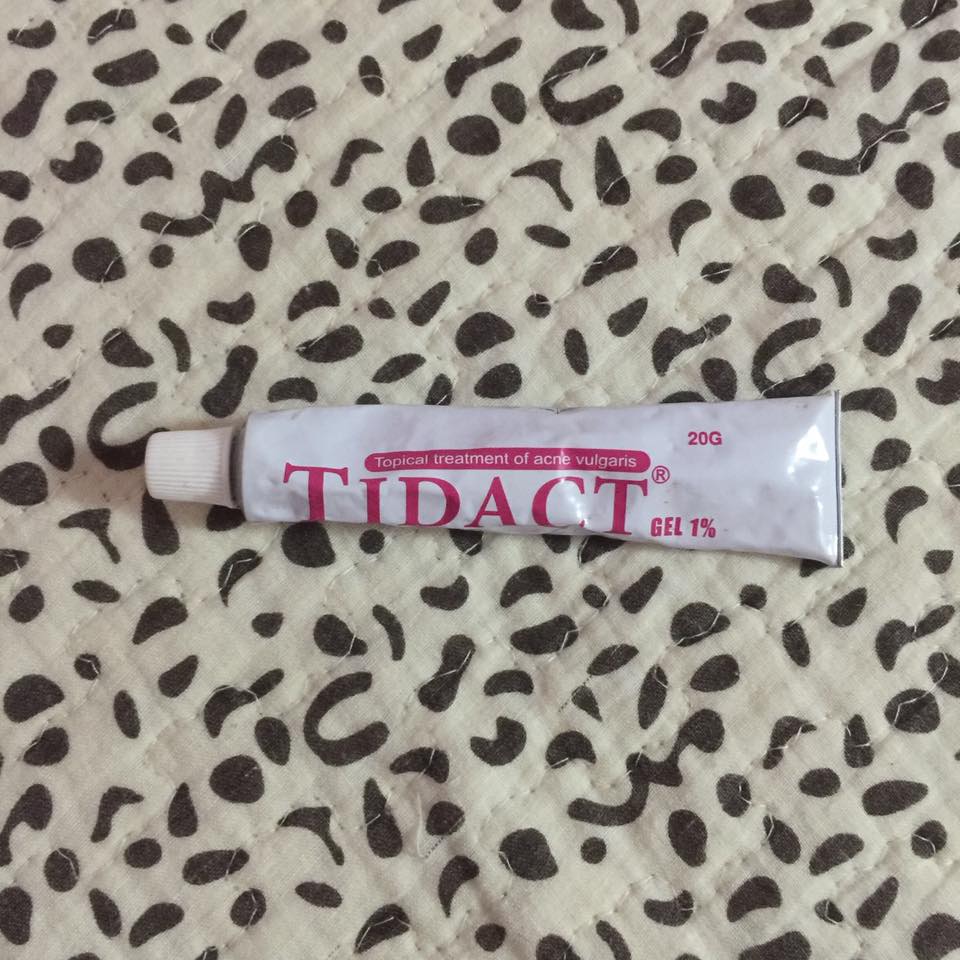 20G
Topical treatment of acne vulgaris
TIDACT®
GEL 1%